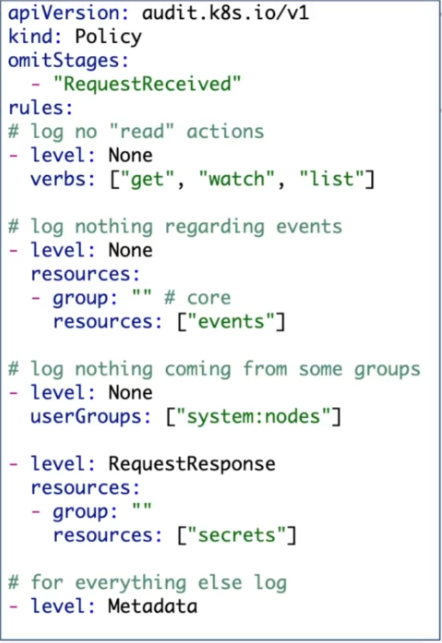 apiVersion: audit.k8s.io/v1
kind: Policy
omitStages:
  - "RequestReceived"
rules:
# log no "read" actions
- level: None
  verbs: ["get", "watch", "list"]

# log nothing regarding events
- level: None
  resources:
  - group: "" # core
    resources: ["events"]

# log nothing coming from some groups
- level: None
  userGroups: ["system:nodes"]

- level: RequestResponse
  resources:
  - group: ""
    resources: ["secrets"]

# for everything else log
- level: Metadata